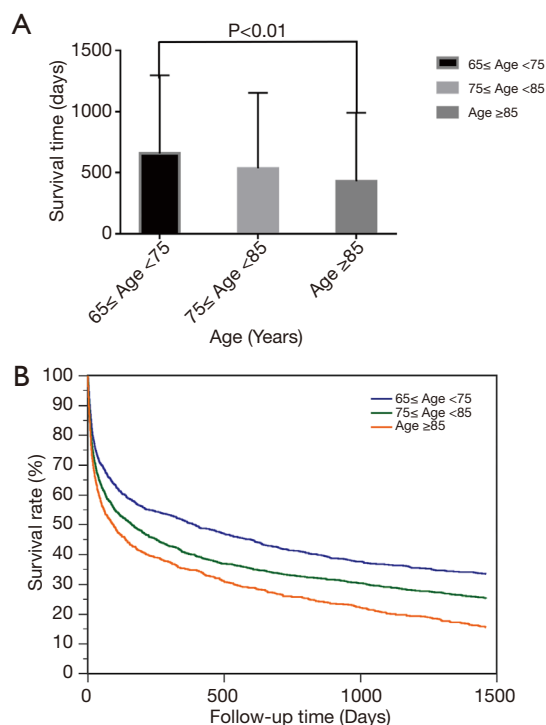 A
P<0.01
1500
1000
500
0
Survival time (days)
65≤ Age <75
75≤ Age <85
Age ≥85
Age (Years)
65≤ Age <75
75≤ Age <85
Age ≥85
B
100
90
80
70
60
50
40
30
20
10
0
Survival rate (%)
65≤ Age <75
75≤ Age <85
Age ≥85
0
500
1000
1500
Follow-up time (Days)